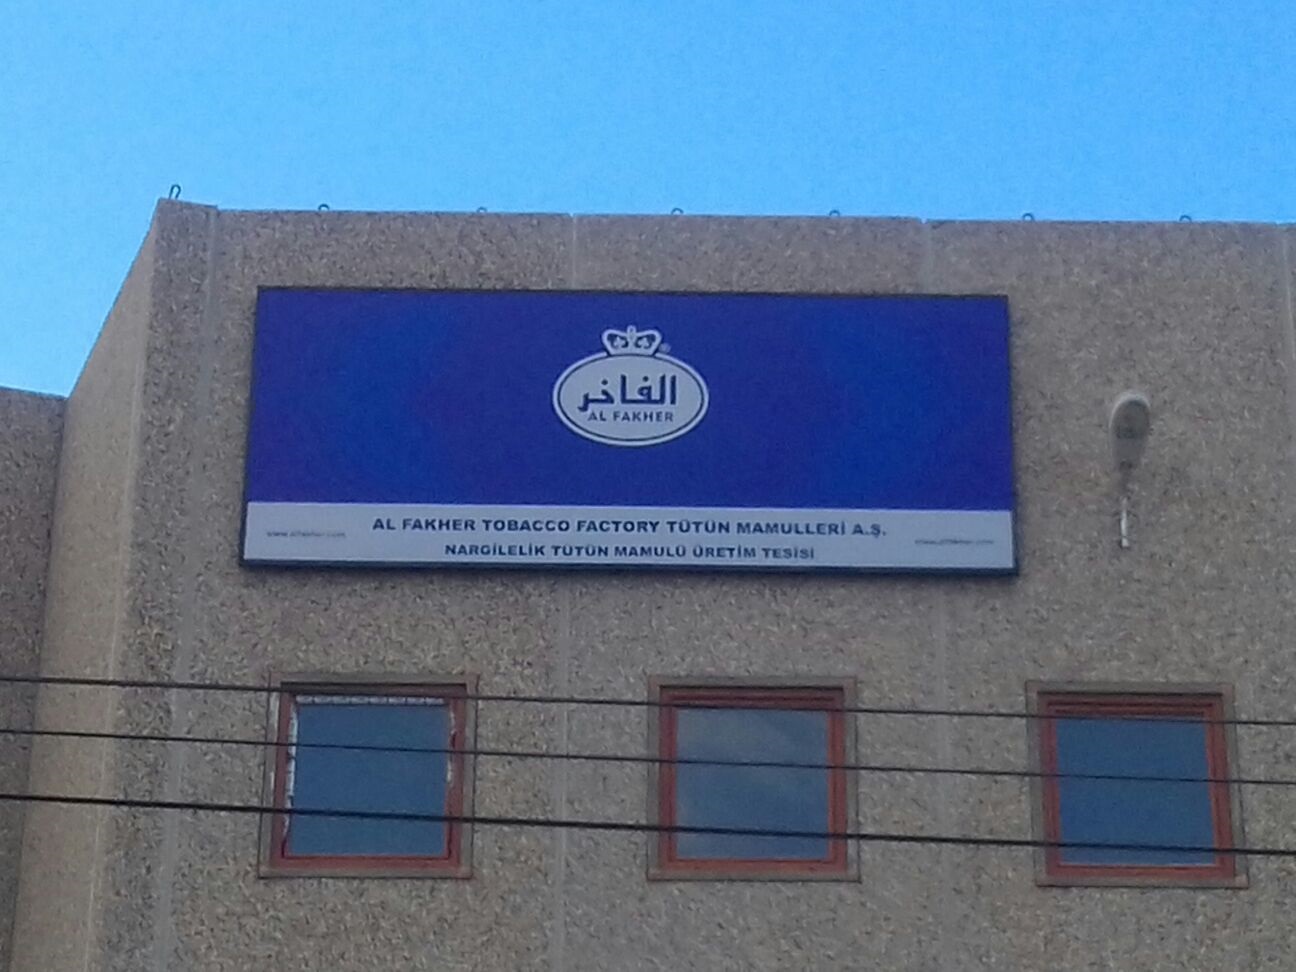 الفاخر
AL FAKHER
AL FAKHER TOBACCO FACTORY TÜTÜN MAMULLERİ A.Ş.
NARGİLELİK TÜTÜN MAMULÜ ÜRETİM TESİSİ